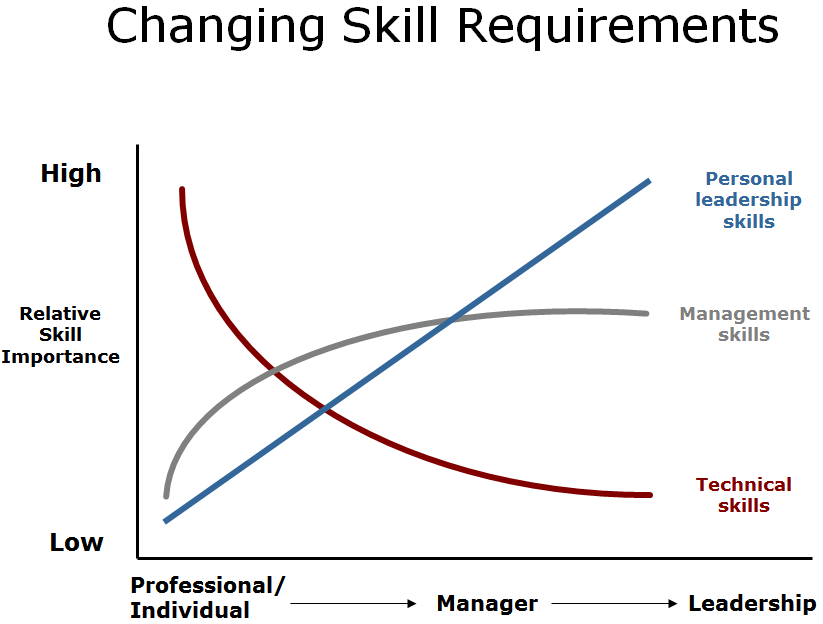 Changing Skill Requirements
High
Personal
leadership
skills
Relative
Skill
Importance
Management
skills
Technical
skills
Low
Professional/
Individual
Manager
Leadership